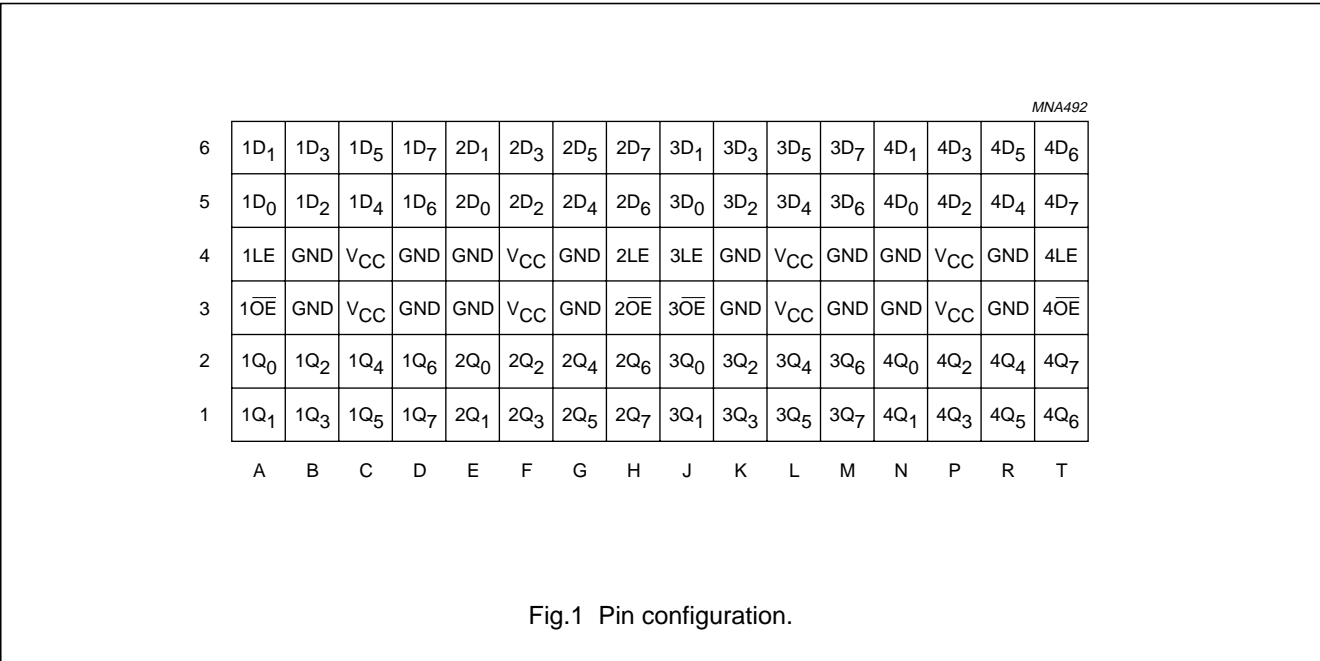 MNA492
6 1D1 1D3 1D5 1D7 2D1 2D3 2D5 2D7 3D1 3D3 3D5 3D7 4D1 4D3 4D5 4D6
5 1D0 1D2 1D4 1D6 2D0 2D2 2D4 2D6 3D0 3D2 3D4 3D6 4D0 4D2 4D4 4D7
4 1LE GND VCC GND GND VCC GND 2LE 3LE GND VCC GND GND VCC GND 4LE
3 1O̅E̅ GND VCC GND GND VCC GND 2O̅E̅ 3O̅E̅ GND VCC GND GND VCC GND 4O̅E̅
2 1Q0 1Q2 1Q4 1Q6 2Q0 2Q2 2Q4 2Q6 3Q0 3Q2 3Q4 3Q6 4Q0 4Q2 4Q4 4Q7
1 1Q1 1Q3 1Q5 1Q7 2Q1 2Q3 2Q5 2Q7 3Q1 3Q3 3Q5 3Q7 4Q1 4Q3 4Q5 4Q6
A B C D E F G H J K L M N P R T
Fig.1 Pin configuration.